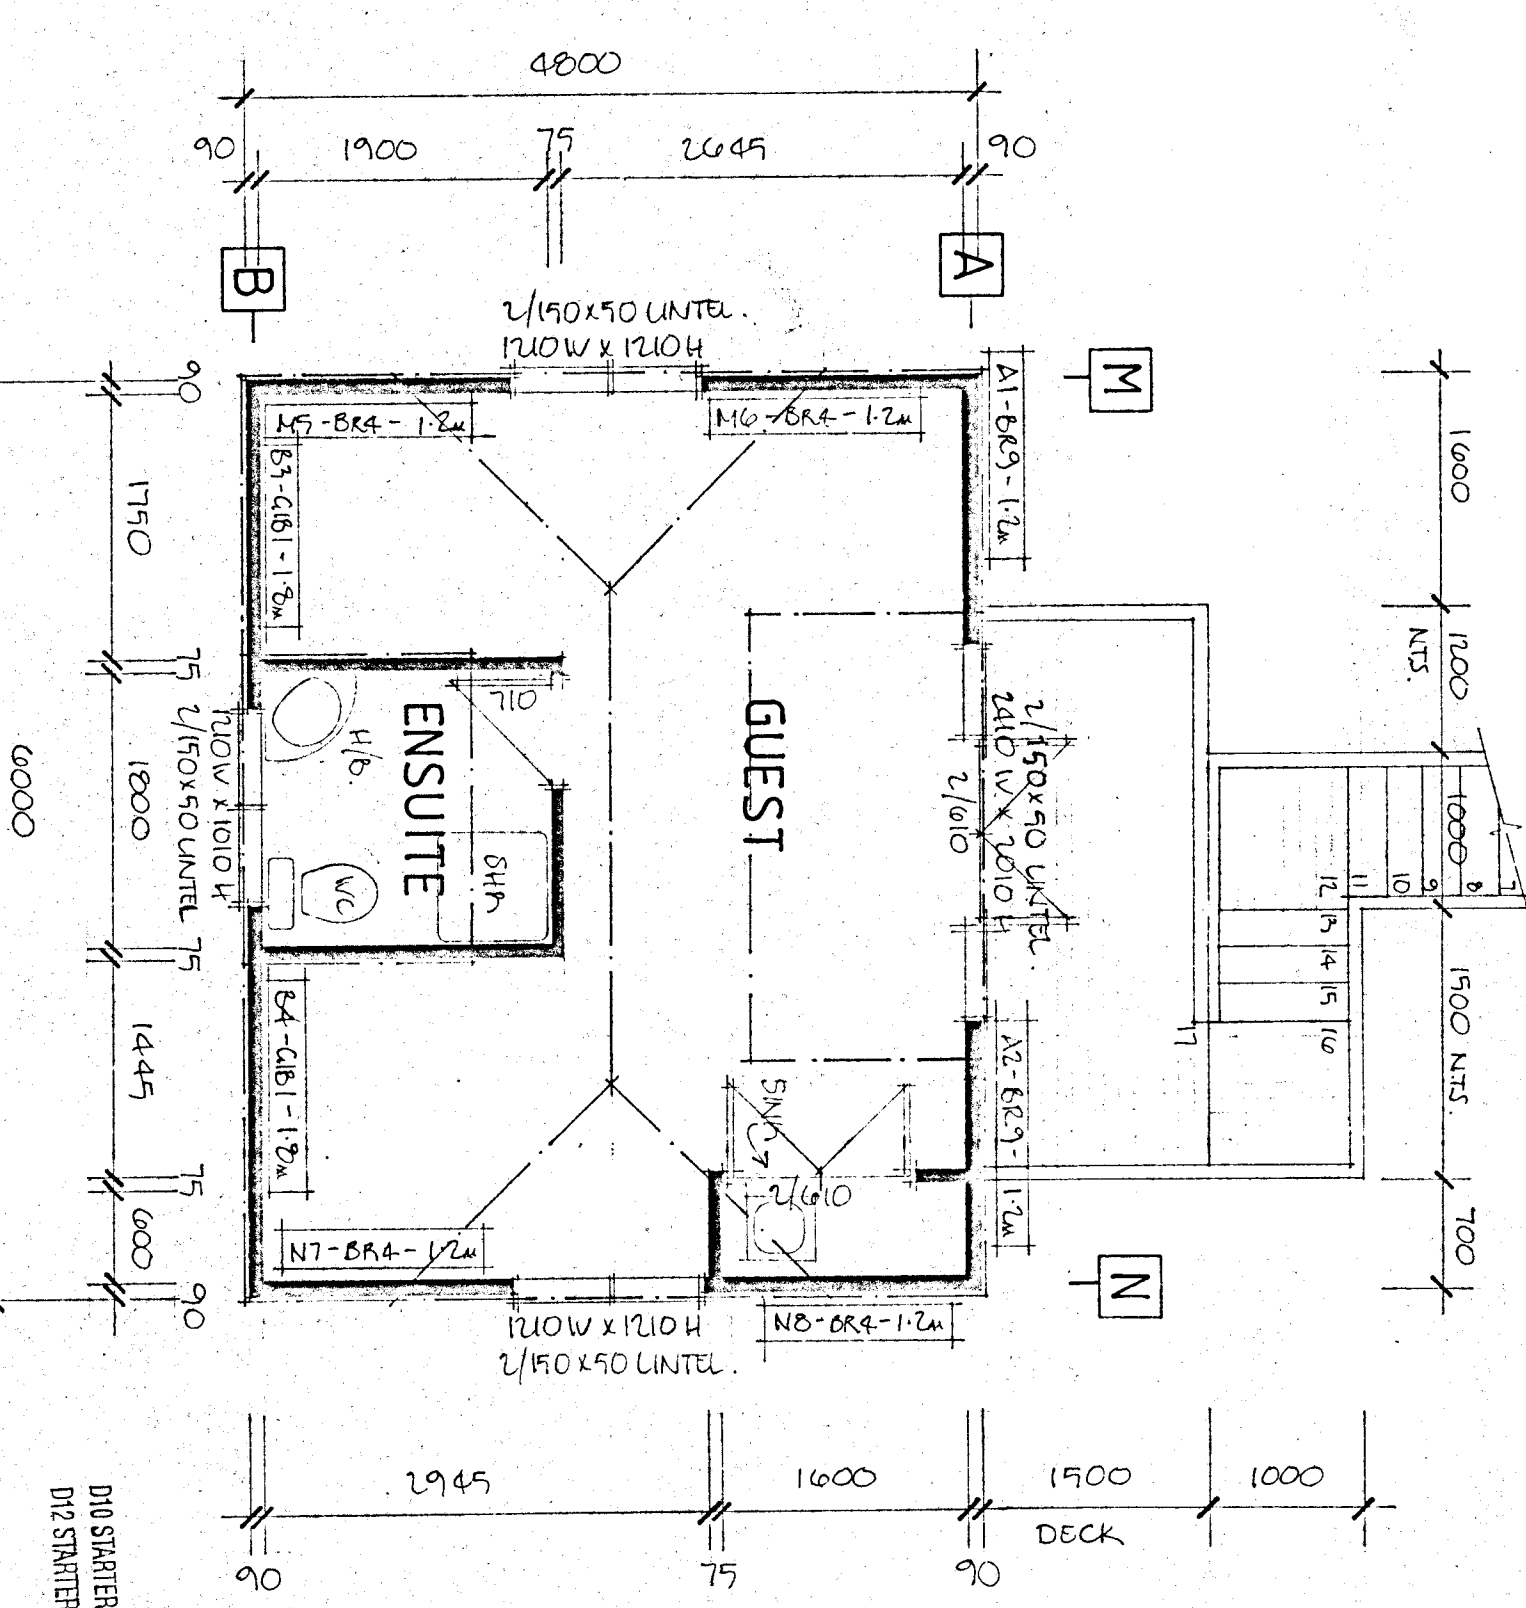 4800
90
1900
75
2645
90
B
A
2/150x50 LINTEL.
1210W x 1210H
M
90
M5-BR4-1.2m
M6-BR4-1.2m
A1-BR9-1.2m
1600
B3-GIB1-1.8m
1750
75
710
1200
N.T.S.
6000
1800
1210W x 1010H
2/150x50 LINTEL
H/B.
ENSUITE
WC
SHR
GUEST
2/610
2410 W. x 2010 H
2/150x50 LINTEL.
1000
7
8
9
10
11
12
13
14
15
16
17
75
1445
B4-GIB1-1.8m
SINK
2/610
A2-BR9-1.2m
1500 N.T.S.
75
600
90
N7-BR4-1.2m
N8-BR4-1.2m
N
700
1210W x 1210H
2/150x50 LINTEL.
2945
1600
1500
1000
DECK
90
75
90
D10 STARTER
D12 STARTER